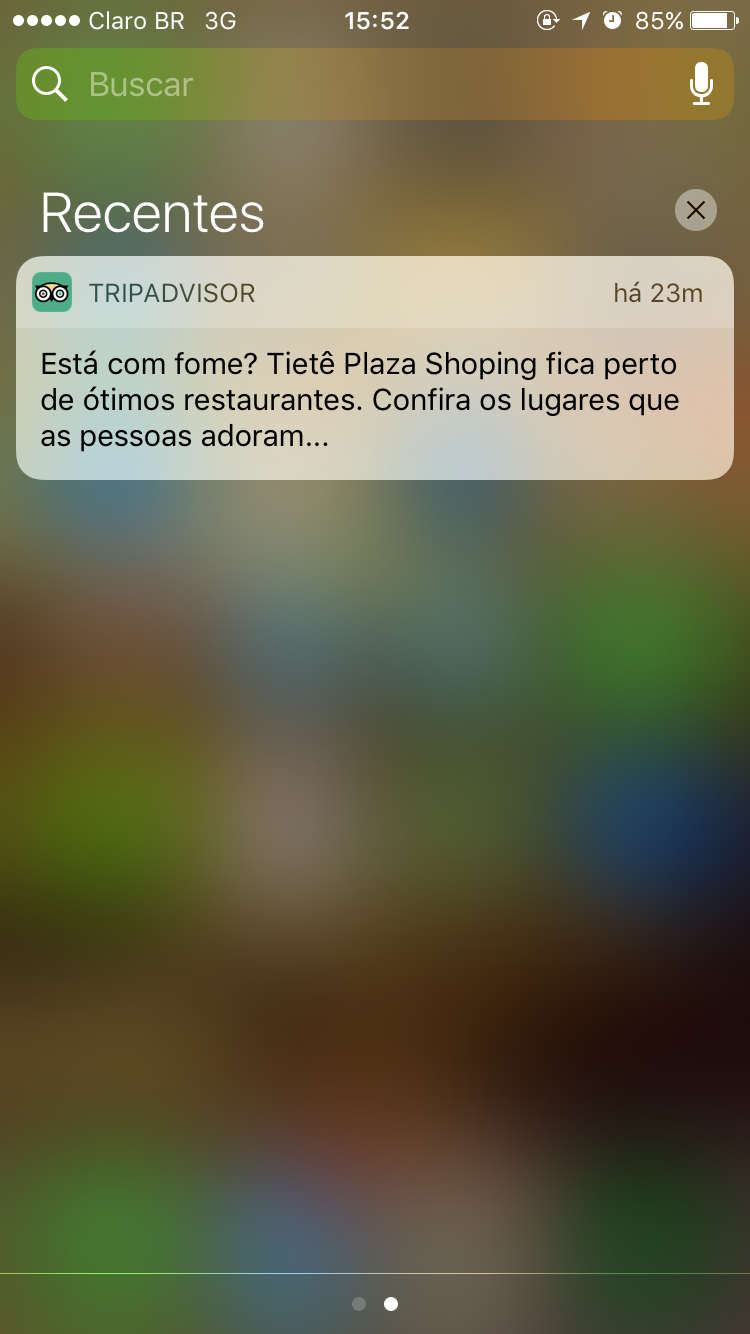 Claro BR 3G 15:52 85%
Buscar
Recentes
TRIPADVISOR há 23m
Está com fome? Tietê Plaza Shoping fica perto
de ótimos restaurantes. Confira os lugares que
as pessoas adoram...